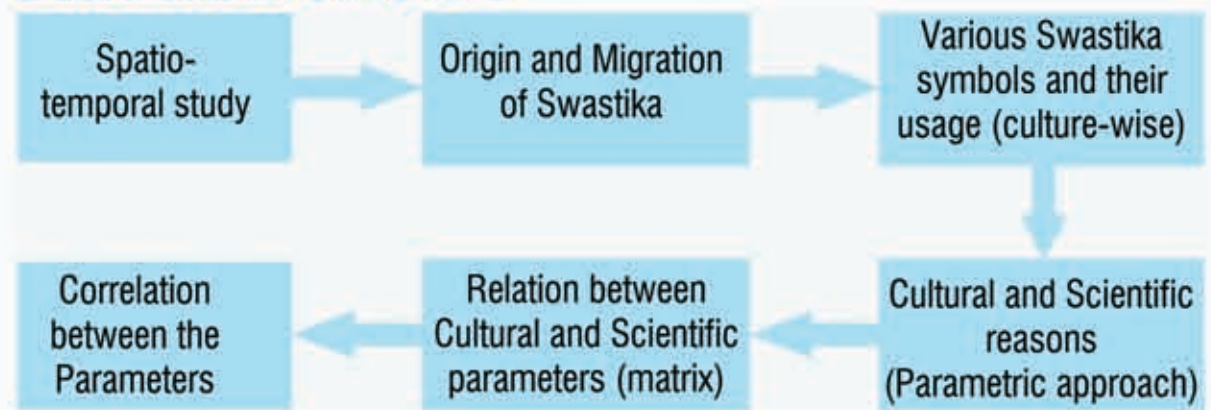 Spatio-
temporal study
Origin and Migration
of Swastika
Various Swastika
symbols and their
usage (culture-wise)
Cultural and Scientific
reasons
(Parametric approach)
Relation between
Cultural and Scientific
parameters (matrix)
Correlation
between the
Parameters